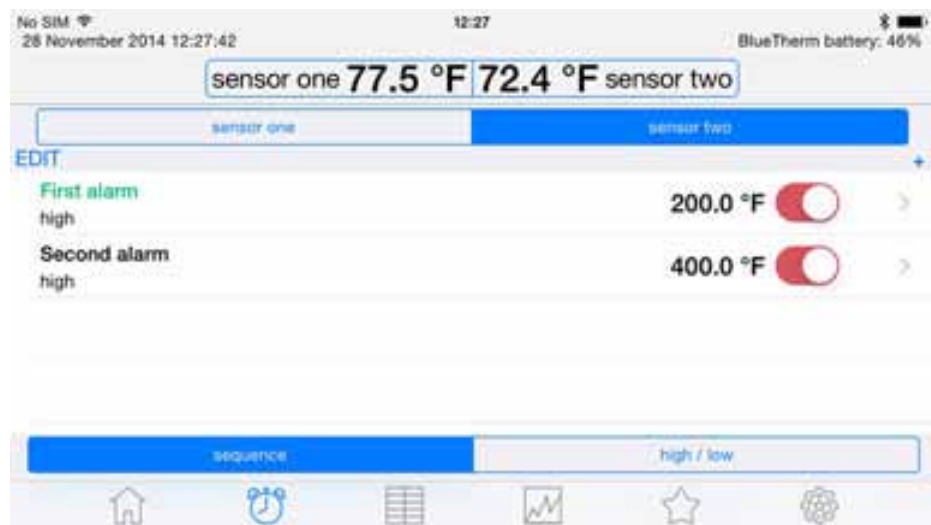 No SIM 12:27
28 November 2014 12:27:42 BlueTherm battery: 46%
sensor one 77.5 °F 72.4 °F sensor two
sensor one sensor two
EDIT +
First alarm
200.0 °F
high
Second alarm
400.0 °F
high
sequence high / low